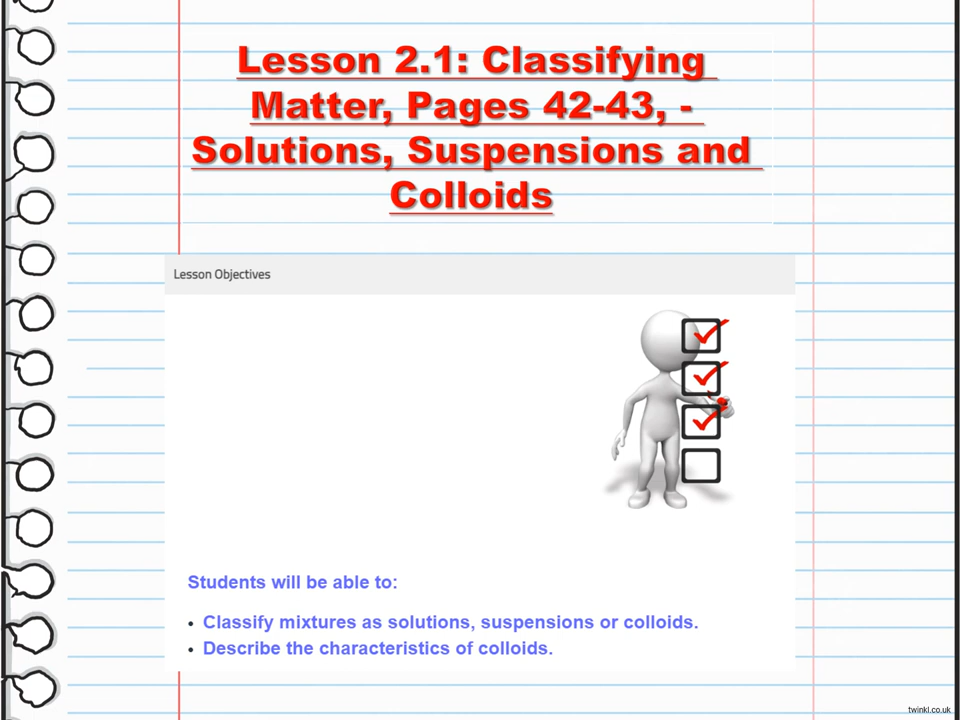 Lesson 2.1: Classifying
Matter, Pages 42-43, -
Solutions, Suspensions and
Colloids
Lesson Objectives
Students will be able to:
• Classify mixtures as solutions, suspensions or colloids.
• Describe the characteristics of colloids.
twinkl.co.uk